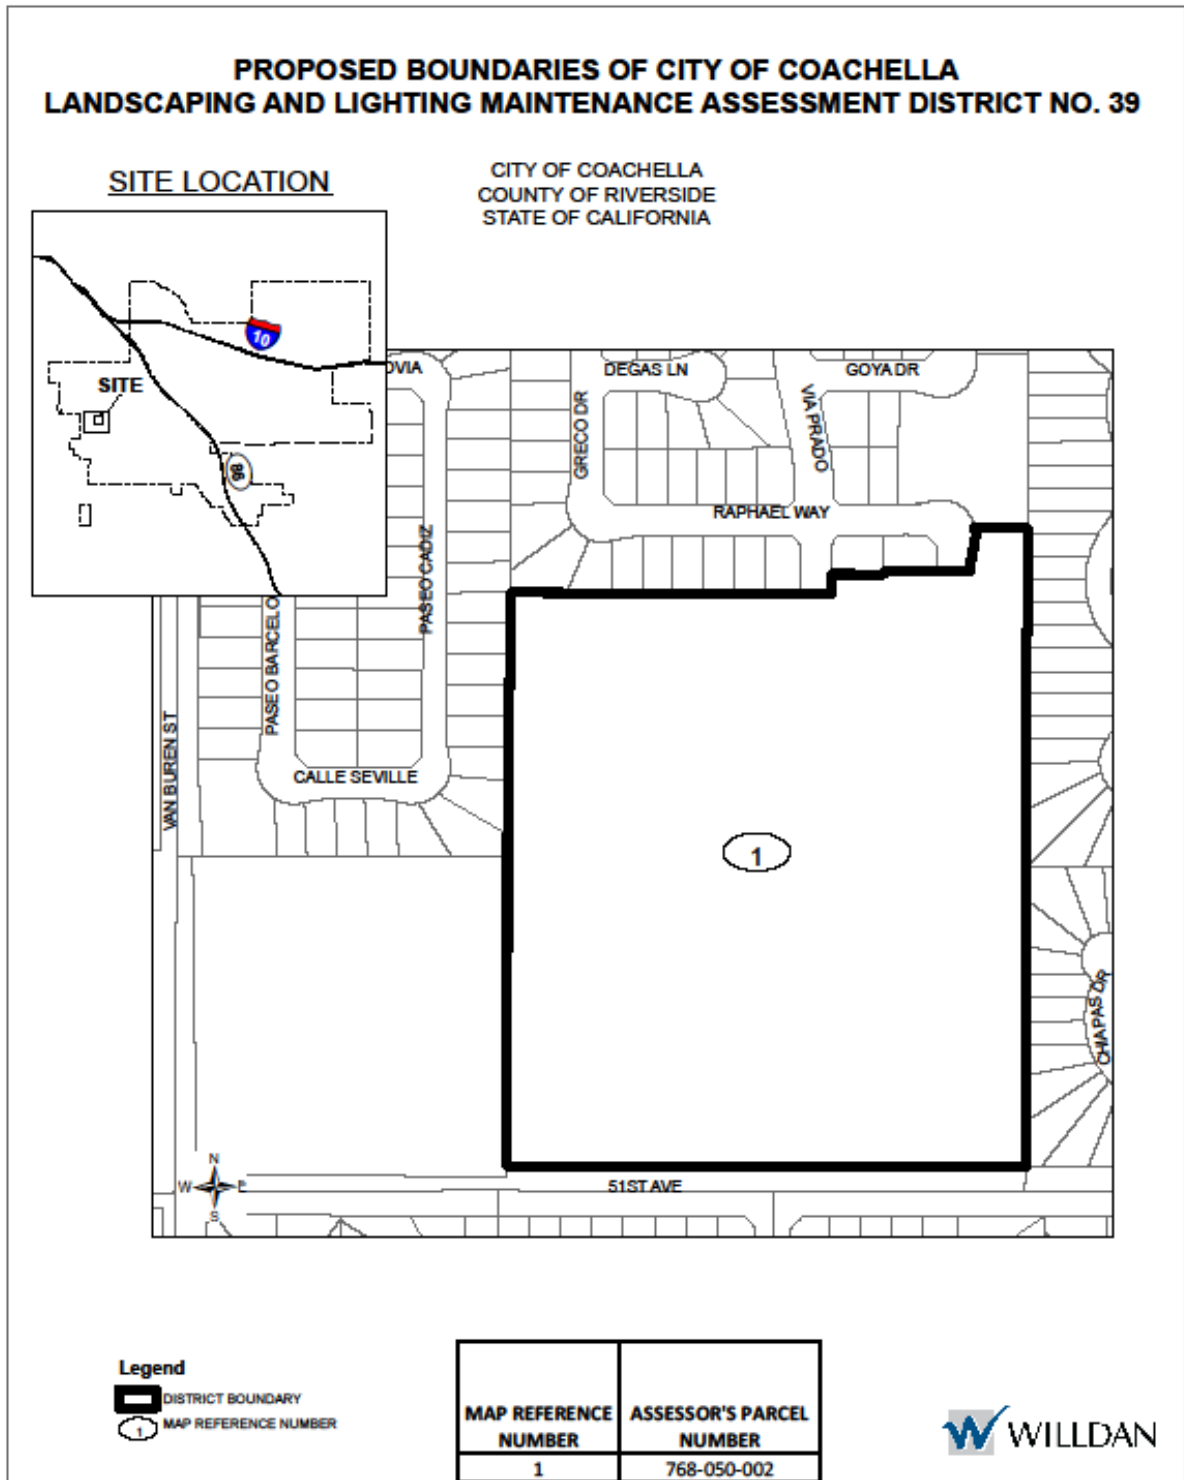 PROPOSED BOUNDARIES OF CITY OF COACHELLA
LANDSCAPING AND LIGHTING MAINTENANCE ASSESSMENT DISTRICT NO. 39
SITE LOCATION
CITY OF COACHELLA
COUNTY OF RIVERSIDE
STATE OF CALIFORNIA
10
SITE
86
OVIA
DEGAS LN
GOYA DR
GRECO DR
VIA PRADO
RAPHAEL WAY
PASEO CADIZ
PASEO BARCELO
VAN BUREN ST
CALLE SEVILLE
1
CHIAPAS DR
N
W
E
S
51ST AVE
Legend
DISTRICT BOUNDARY
1 MAP REFERENCE NUMBER
MAP REFERENCE NUMBER
ASSESSOR'S PARCEL NUMBER
1
768-050-002
WILLDAN